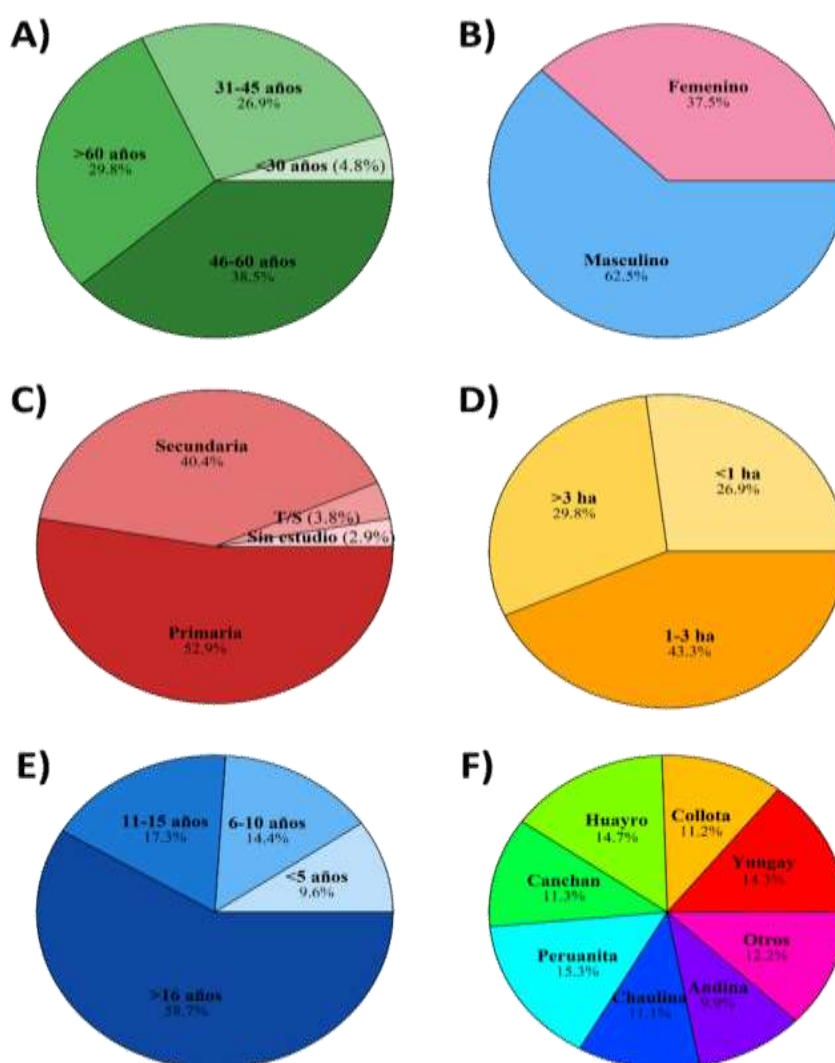 A)
31-45 años
26.9%
>60 años
29.8%
<30 años (4.8%)
46-60 años
38.5%
B)
Femenino
37.5%
Masculino
62.5%
C)
Secundaria
40.4%
T/S (3.8%)
Sin estudio (2.9%)
Primaria
52.9%
D)
<1 ha
26.9%
>3 ha
29.8%
1-3 ha
43.3%
E)
11-15 años
17.3%
6-10 años
14.4%
<5 años
9.6%
>16 años
58.7%
F)
Huayro
14.7%
Collota
11.2%
Yungay
14.3%
Canchan
11.3%
Peruanita
15.3%
Otros
12.2%
Chaulina
11.1%
Andina
9.9%